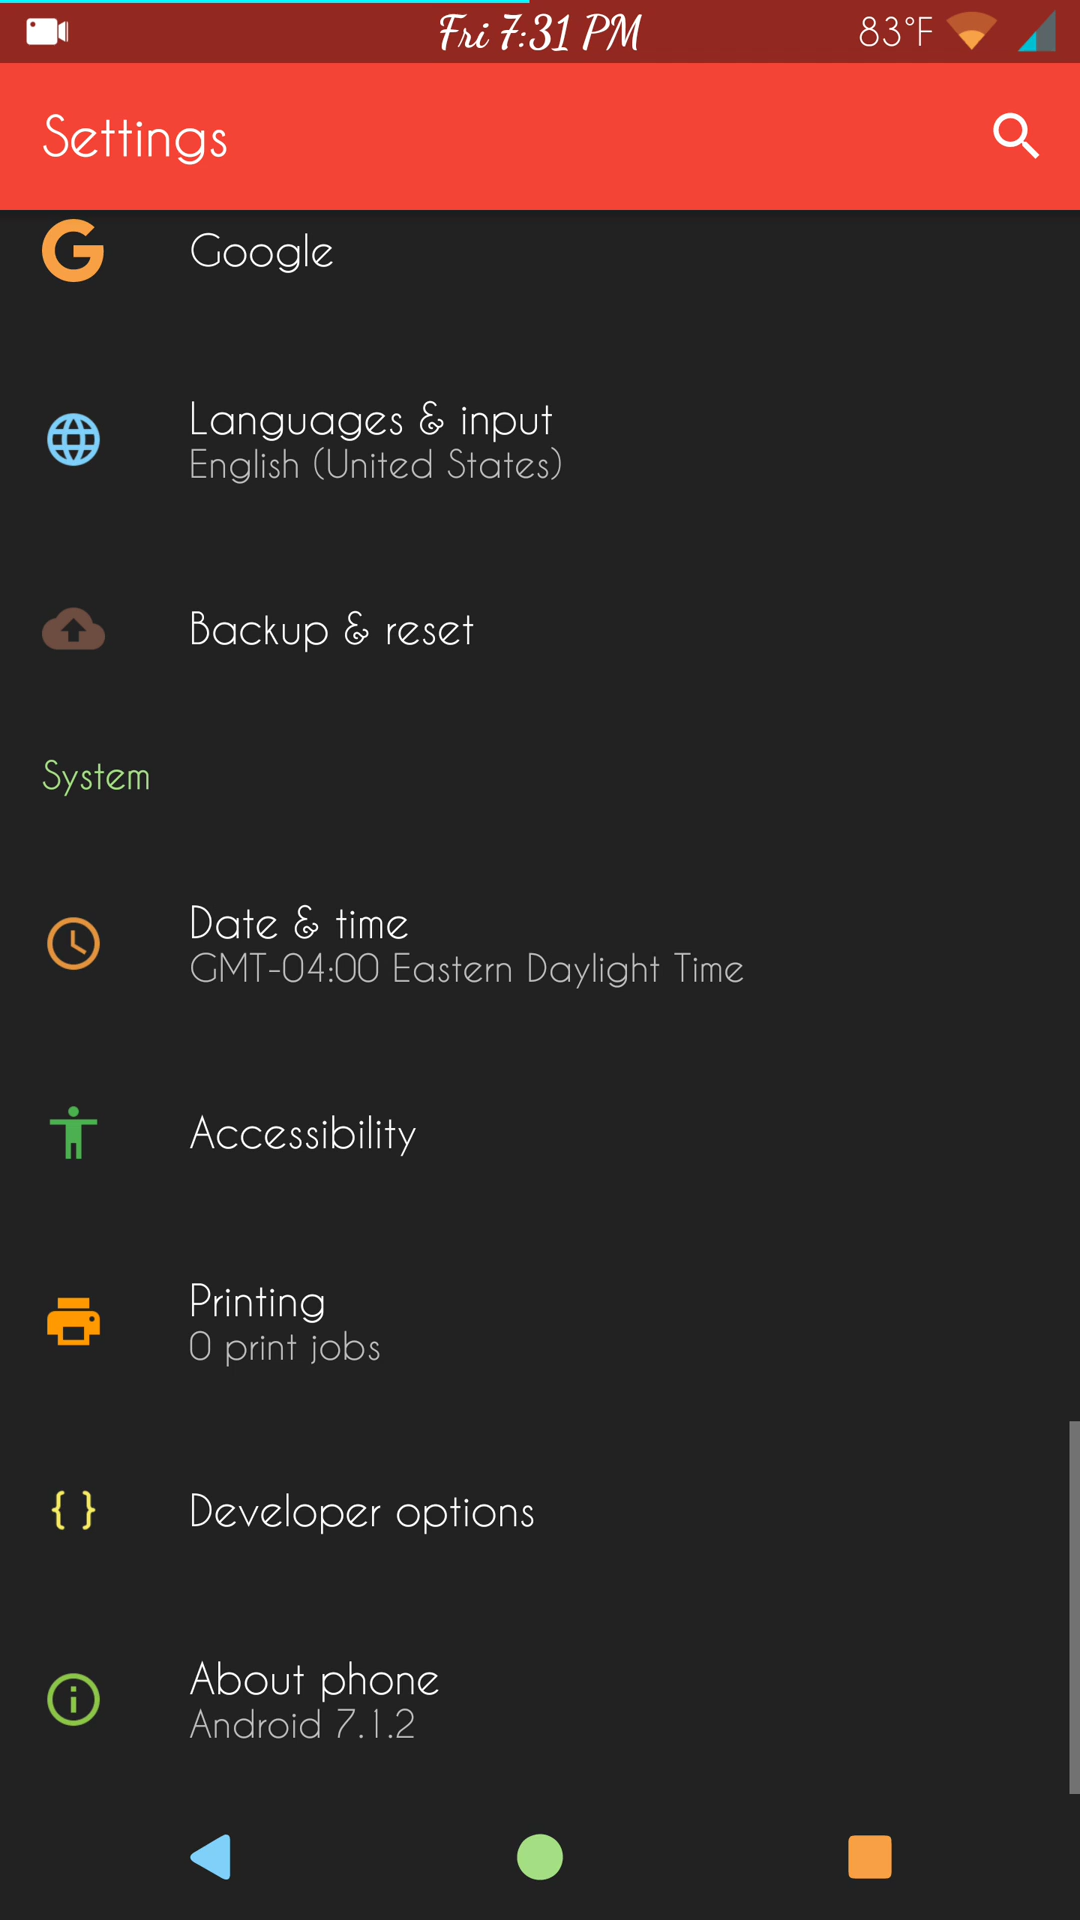 Fri 7:31 PM
83°F
Settings
Google
Languages & input
English (United States)
Backup & reset
System
Date & time
GMT-04:00 Eastern Daylight Time
Accessibility
Printing
0 print jobs
Developer options
About phone
Android 7.1.2